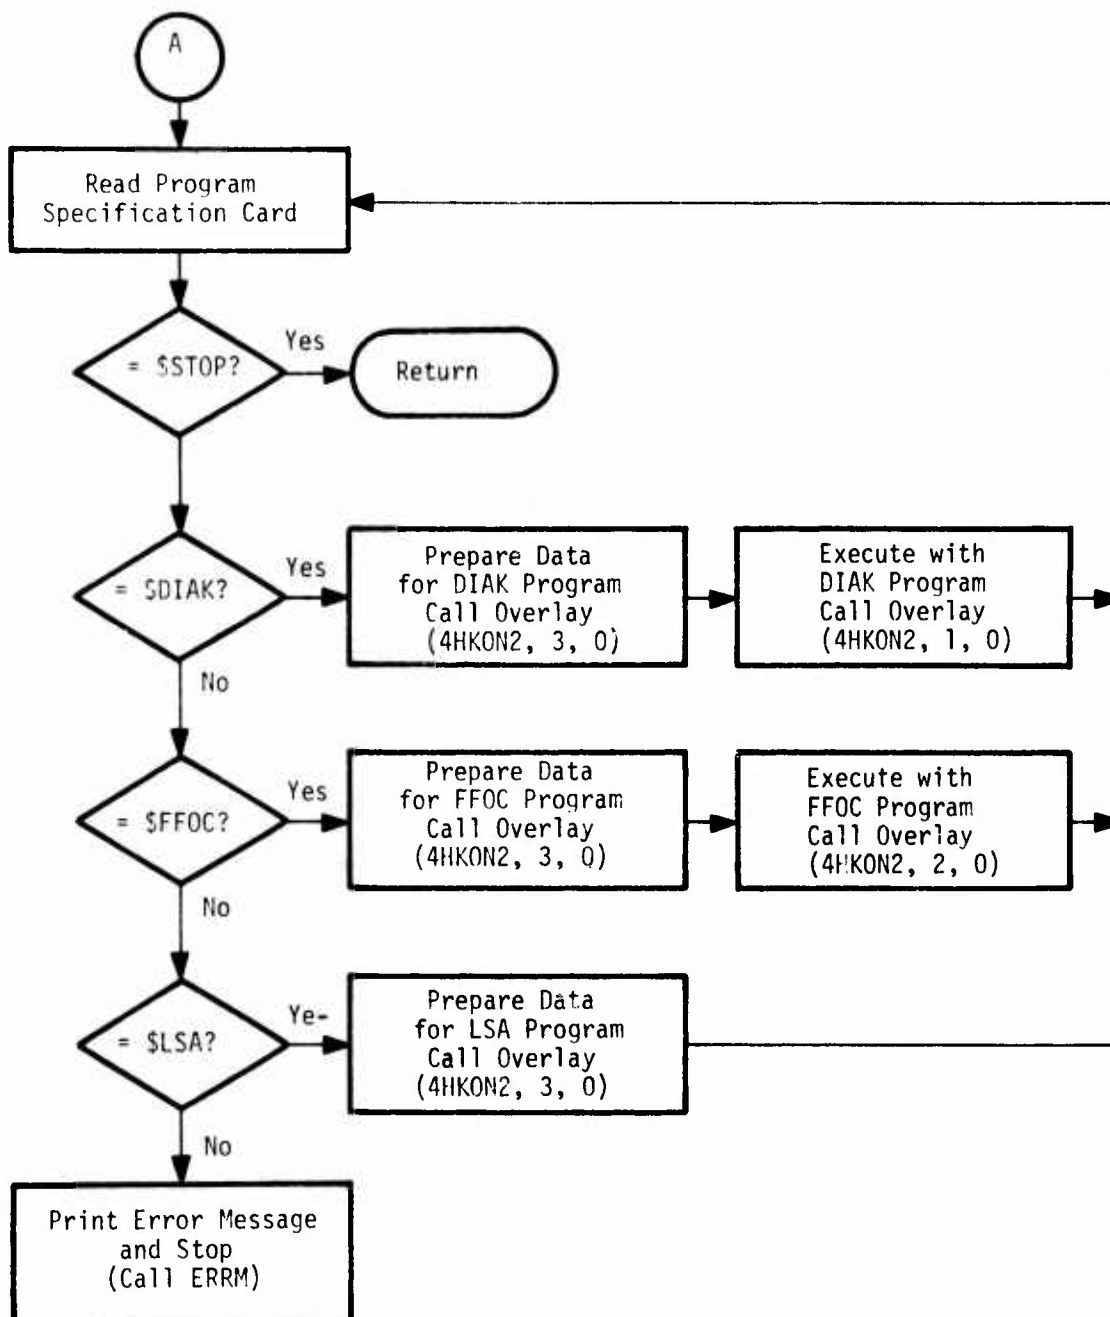 A
Read Program
Specification Card
= $STOP?
Yes
Return
= $DIAK?
Yes
Prepare Data
for DIAK Program
Call Overlay
(4HKON2, 3, 0)
Execute with
DIAK Program
Call Overlay
(4HKON2, 1, 0)
No
= $FFOC?
Yes
Prepare Data
for FFOC Program
Call Overlay
(4HKON2, 3, 0)
Execute with
FFOC Program
Call Overlay
(4HKON2, 2, 0)
No
= $LSA?
Ye-
Prepare Data
for LSA Program
Call Overlay
(4HKON2, 3, 0)
No
Print Error Message
and Stop
(Call ERRM)